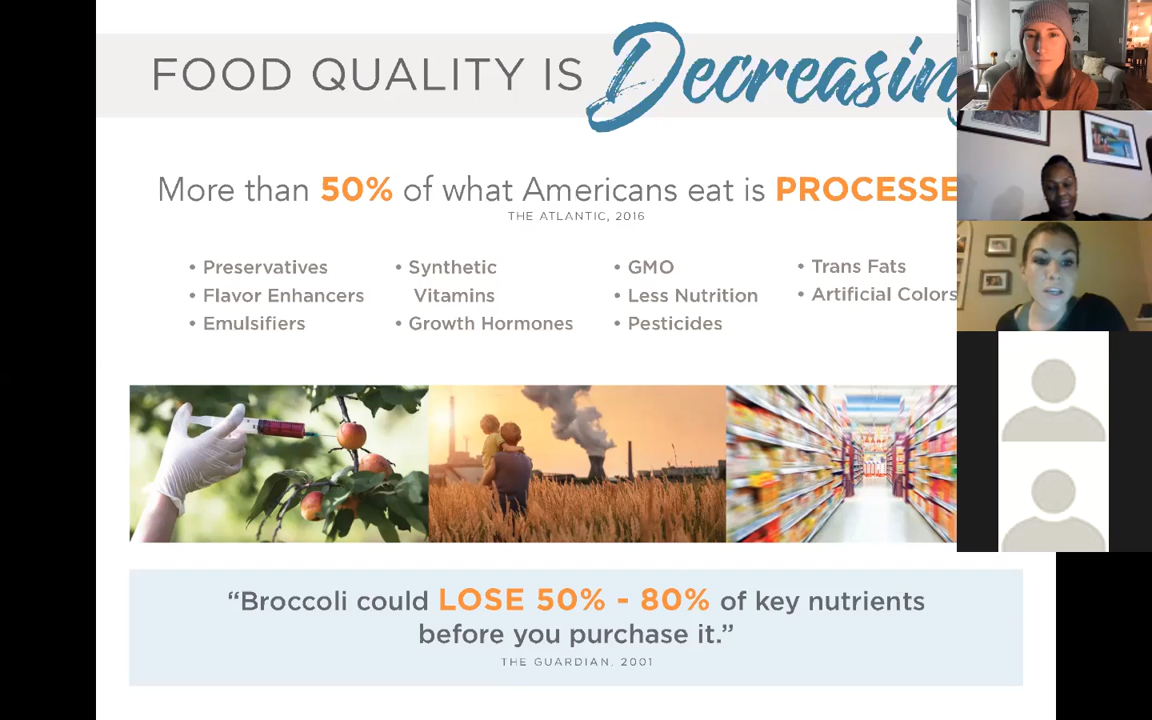 FOOD QUALITY IS Decreasin
More than 50% of what Americans eat is PROCESSE
THE ATLANTIC, 2016
• Preservatives
• Flavor Enhancers
• Emulsifiers
• Synthetic
Vitamins
• Growth Hormones
• GMO
• Less Nutrition
• Pesticides
• Trans Fats
• Artificial Colors
“Broccoli could LOSE 50% - 80% of key nutrients
before you purchase it.”
THE GUARDIAN, 2001